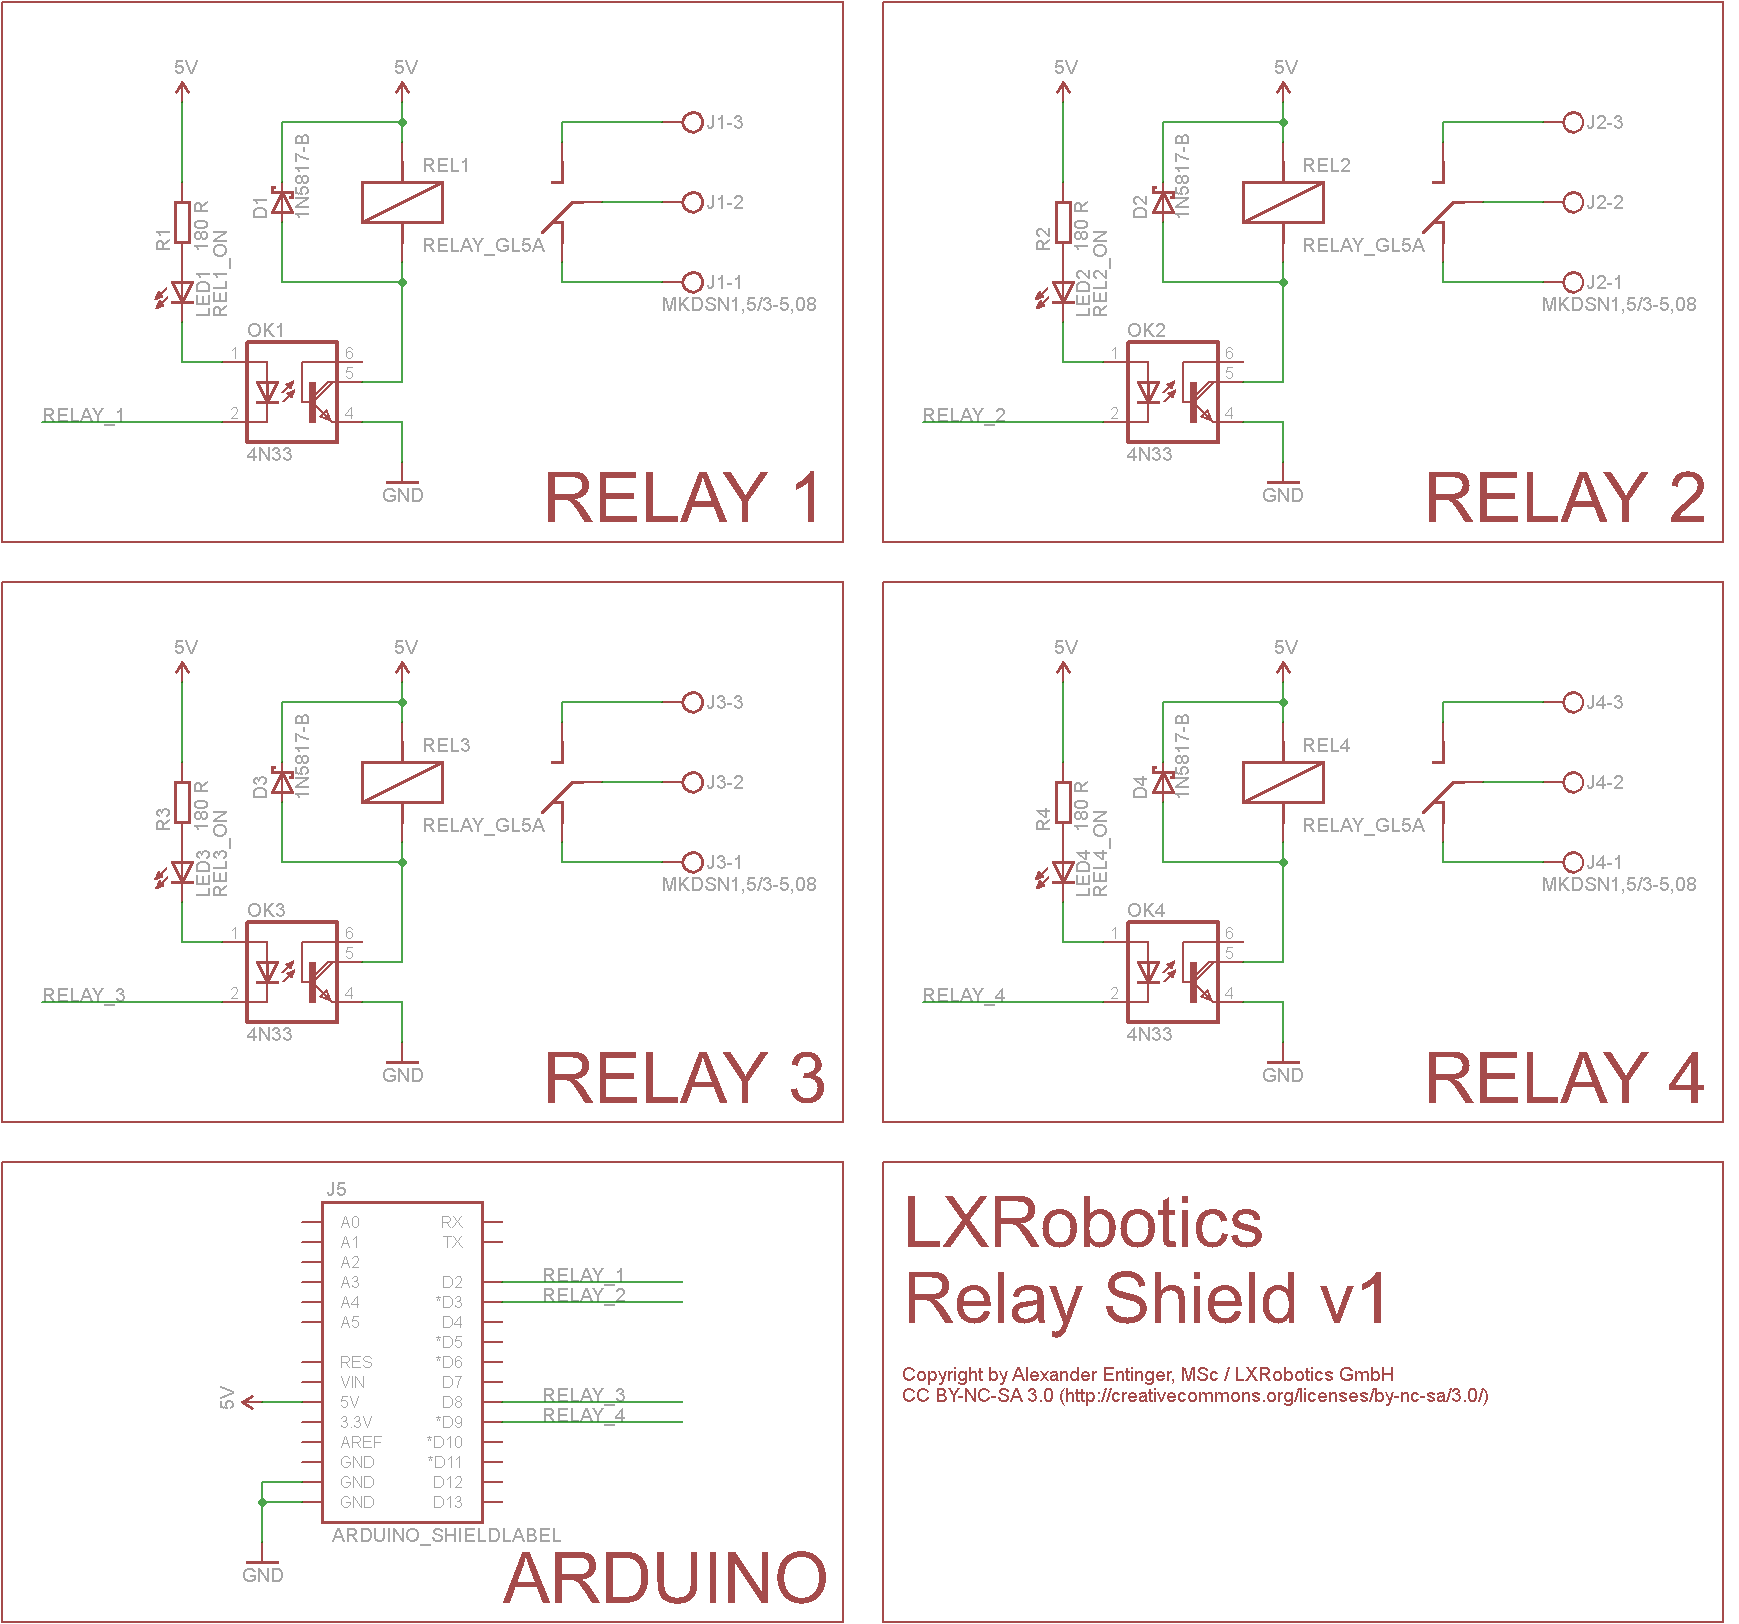 5V
5V
J1-3
1N5817-B
REL1
D1
J1-2
R1
180 R
RELAY_GL5A
J1-1
LED1
REL1_ON
MKDSN1,5/3-5,08
OK1
1
6
5
RELAY_1
2
4
4N33
GND
RELAY 1
5V
5V
J2-3
1N5817-B
REL2
D2
J2-2
R2
180 R
RELAY_GL5A
J2-1
LED2
REL2_ON
MKDSN1,5/3-5,08
OK2
1
6
5
RELAY_2
2
4
4N33
GND
RELAY 2
5V
5V
J3-3
1N5817-B
REL3
D3
J3-2
R3
180 R
RELAY_GL5A
J3-1
LED3
REL3_ON
MKDSN1,5/3-5,08
OK3
1
6
5
RELAY_3
2
4
4N33
GND
RELAY 3
5V
5V
J4-3
1N5817-B
REL4
D4
J4-2
R4
180 R
RELAY_GL5A
J4-1
LED4
REL4_ON
MKDSN1,5/3-5,08
OK4
1
6
5
RELAY_4
2
4
4N33
GND
RELAY 4
J5
A0 RX
A1 TX
A2
A3 D2 RELAY_1
A4 *D3 RELAY_2
A5 D4
*D5
RES *D6
VIN D7
5V 5V D8 RELAY_3
3.3V *D9 RELAY_4
AREF *D10
GND *D11
GND D12
GND D13
ARDUINO_SHIELDLABEL
GND
ARDUINO
LXRobotics
Relay Shield v1
Copyright by Alexander Entinger, MSc / LXRobotics GmbH
CC BY-NC-SA 3.0 (http://creativecommons.org/licenses/by-nc-sa/3.0/)